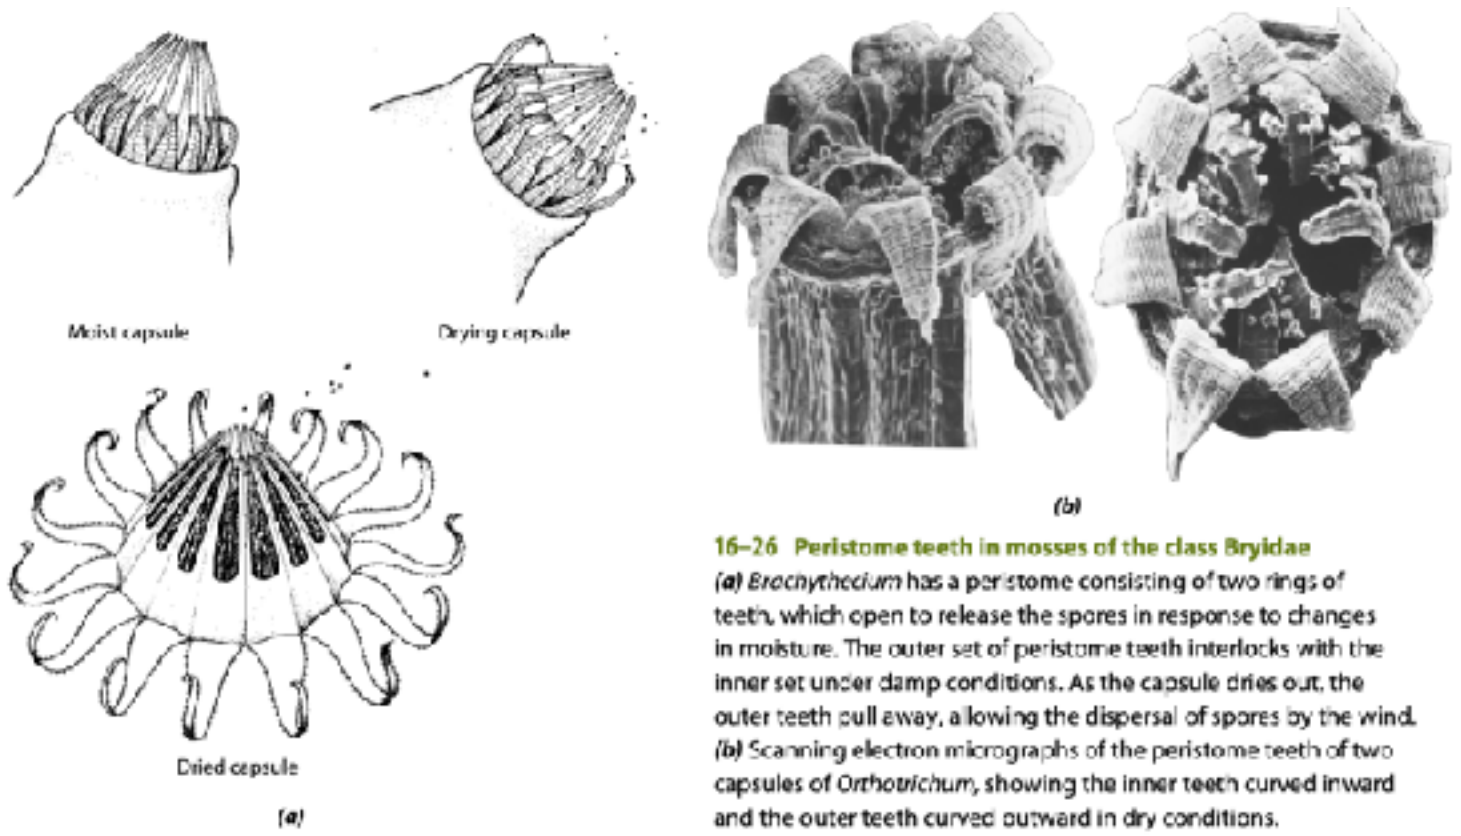 Moist capsule
Drying capsule
Dried capsule
(a)
(b)
16–26 Peristome teeth in mosses of the class Bryidae
(a) Brachythecium has a peristome consisting of two rings of
teeth, which open to release the spores in response to changes
in moisture. The outer set of peristome teeth interlocks with the
inner set under damp conditions. As the capsule dries out, the
outer teeth pull away, allowing the dispersal of spores by the wind.
(b) Scanning electron micrographs of the peristome teeth of two
capsules of Orthotrichum, showing the inner teeth curved inward
and the outer teeth curved outward in dry conditions.